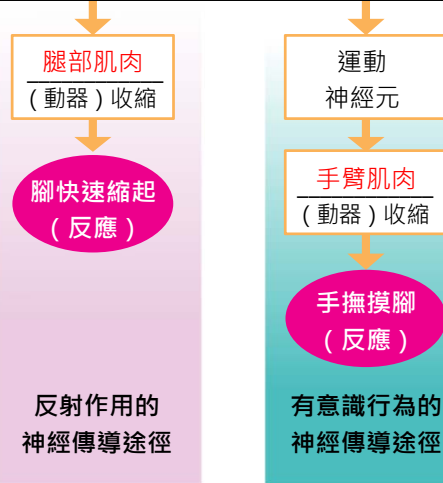 腿部肌肉
(動器)收縮
腳快速縮起
(反應)
反射作用的
神經傳導途徑
運動
神經元
手臂肌肉
(動器)收縮
手撫摸腳
(反應)
有意識行為的
神經傳導途徑